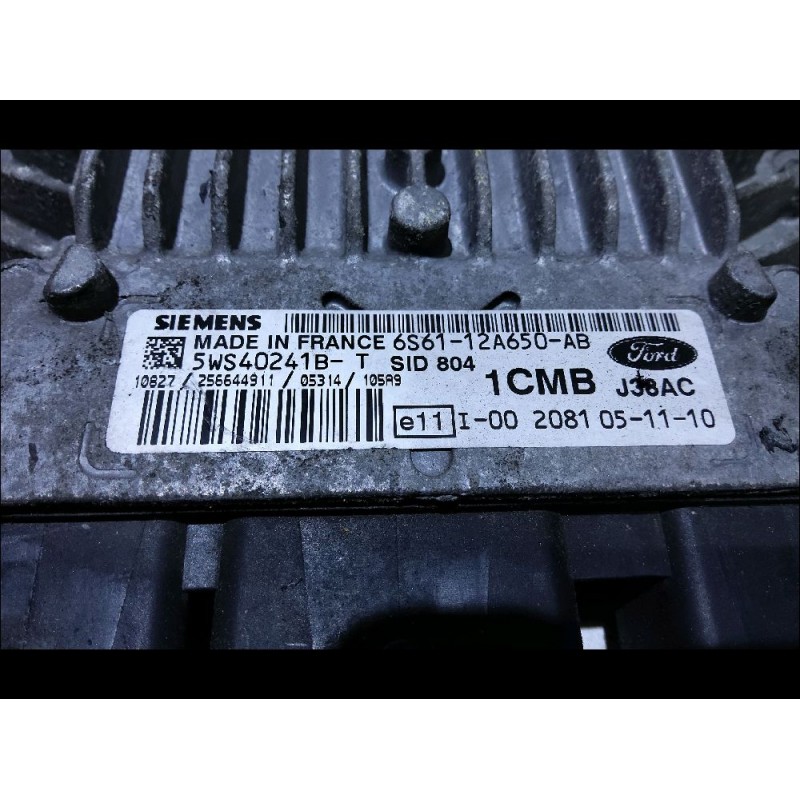 SIEMENS
MADE IN FRANCE 6S61-12A650-AB
5WS40241B- T SID 804
10827 / 256644911 / 05314 / 105A9
Ford
1CMB J38AC
e11 I-00 2081 05-11-10